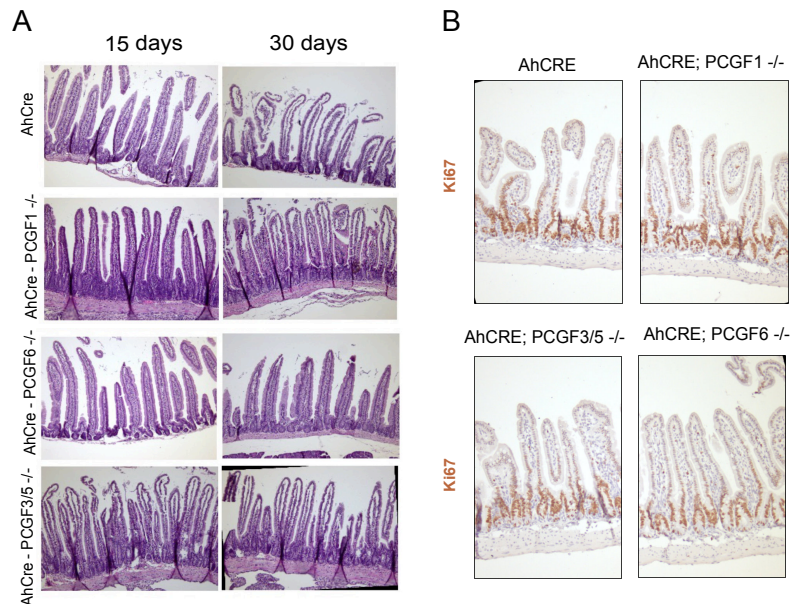 A
15 days
30 days
AhCre
AhCre - PCGF1 -/-
AhCre - PCGF6 -/-
AhCre - PCGF3/5 -/-
B
AhCRE
AhCRE; PCGF1 -/-
Ki67
AhCRE; PCGF3/5 -/-
AhCRE; PCGF6 -/-
Ki67